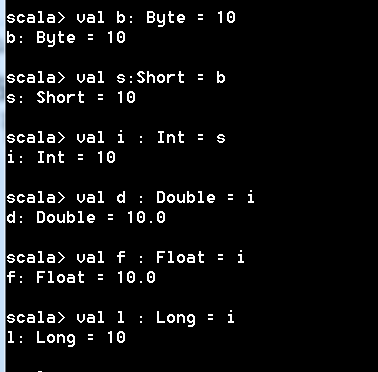 scala> val b: Byte = 10
b: Byte = 10
scala> val s:Short = b
s: Short = 10
scala> val i : Int = s
i: Int = 10
scala> val d : Double = i
d: Double = 10.0
scala> val f : Float = i
f: Float = 10.0
scala> val l : Long = i
l: Long = 10